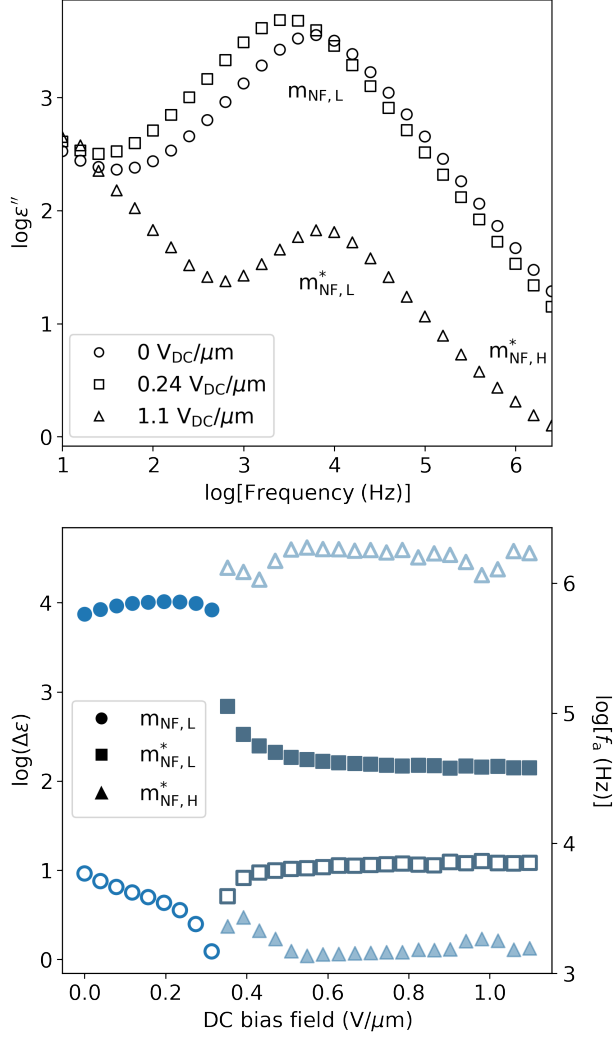 3
2
1
0
logε″
m_NF, L
m*_NF, L
m*_NF, H
0 V_DC/μm
0.24 V_DC/μm
1.1 V_DC/μm
1 2 3 4 5 6
log[Frequency (Hz)]
4
3
2
1
0
log(Δε)
6
5
4
3
log[f_a (Hz)]
m_NF, L
m*_NF, L
m*_NF, H
0.0 0.2 0.4 0.6 0.8 1.0
DC bias field (V/μm)